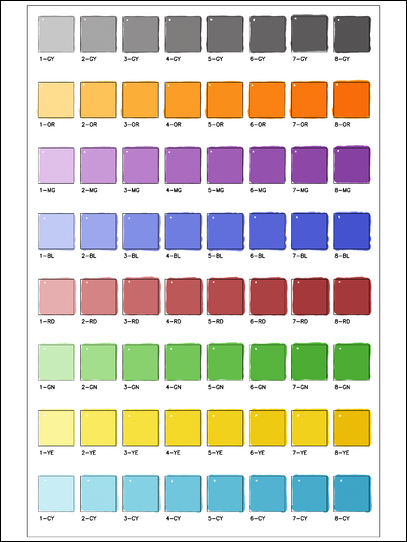 1-GY 2-GY 3-GY 4-GY 5-GY 6-GY 7-GY 8-GY
1-OR 2-OR 3-OR 4-OR 5-OR 6-OR 7-OR 8-OR
1-MG 2-MG 3-MG 4-MG 5-MG 6-MG 7-MG 8-MG
1-BL 2-BL 3-BL 4-BL 5-BL 6-BL 7-BL 8-BL
1-RD 2-RD 3-RD 4-RD 5-RD 6-RD 7-RD 8-RD
1-GN 2-GN 3-GN 4-GN 5-GN 6-GN 7-GN 8-GN
1-YE 2-YE 3-YE 4-YE 5-YE 6-YE 7-YE 8-YE
1-CY 2-CY 3-CY 4-CY 5-CY 6-CY 7-CY 8-CY